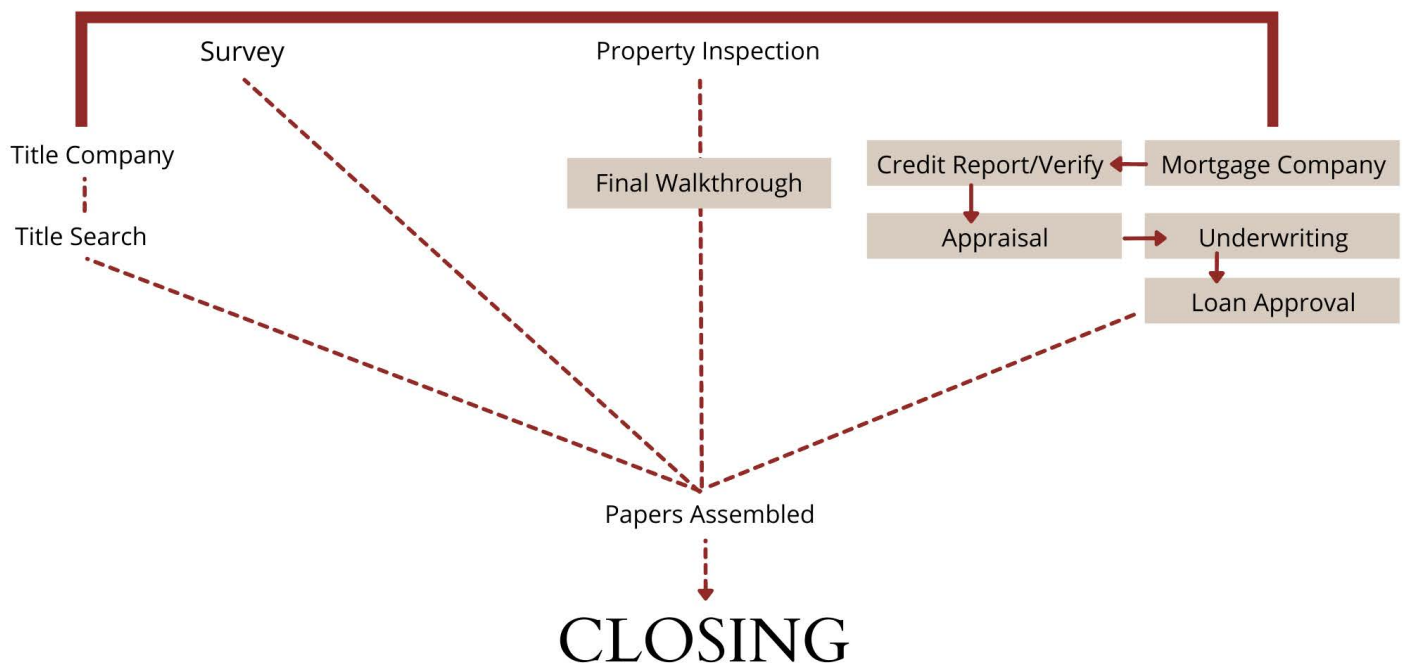 Survey
Property Inspection
Title Company
Credit Report/Verify
Mortgage Company
Final Walkthrough
Title Search
Appraisal
Underwriting
Loan Approval
Papers Assembled
CLOSING